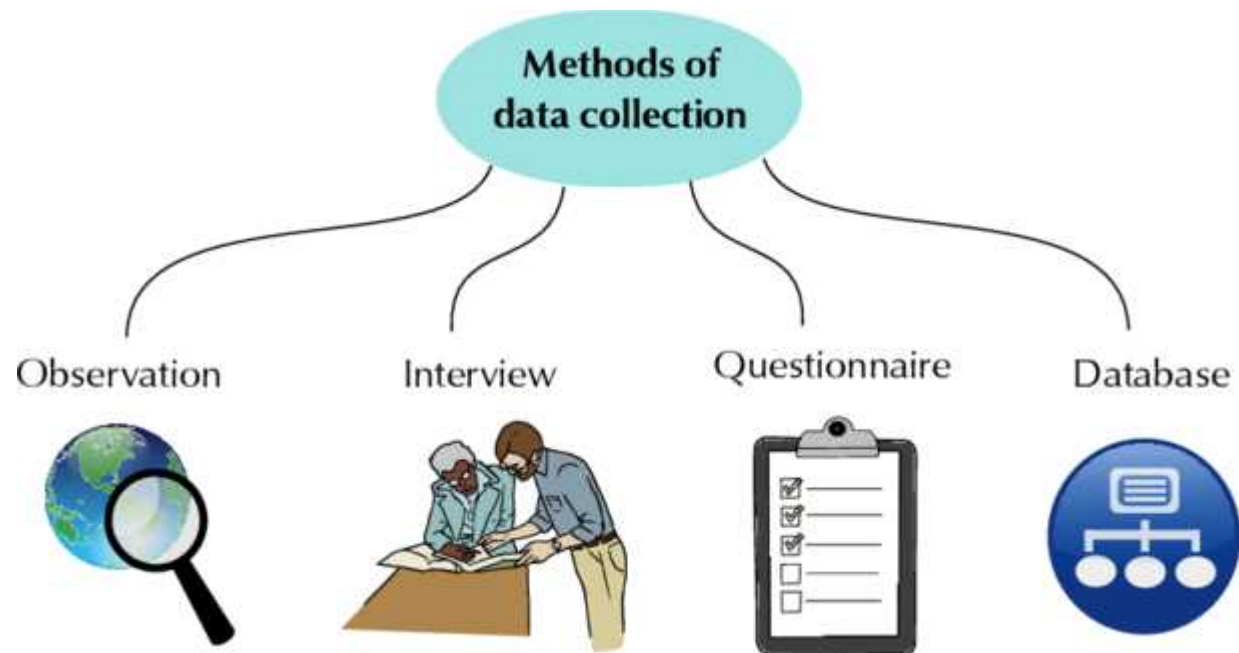 Methods of
data collection
Observation
Interview
Questionnaire
Database